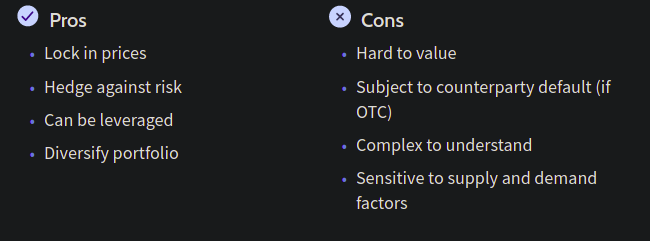 Pros
Lock in prices
Hedge against risk
Can be leveraged
Diversify portfolio
Cons
Hard to value
Subject to counterparty default (if
OTC)
Complex to understand
Sensitive to supply and demand
factors